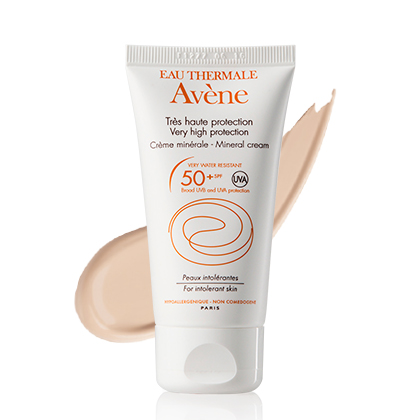 EAU THERMALE
Avène
Très haute protection
Very high protection
Crème minérale - Mineral cream
VERY WATER RESISTANT
50+ SPF UVA
Broad UVB and UVA protection
Peaux intolérantes
For intolerant skin
HYPOALLERGENIQUE - NON COMEDOGENE
PARIS